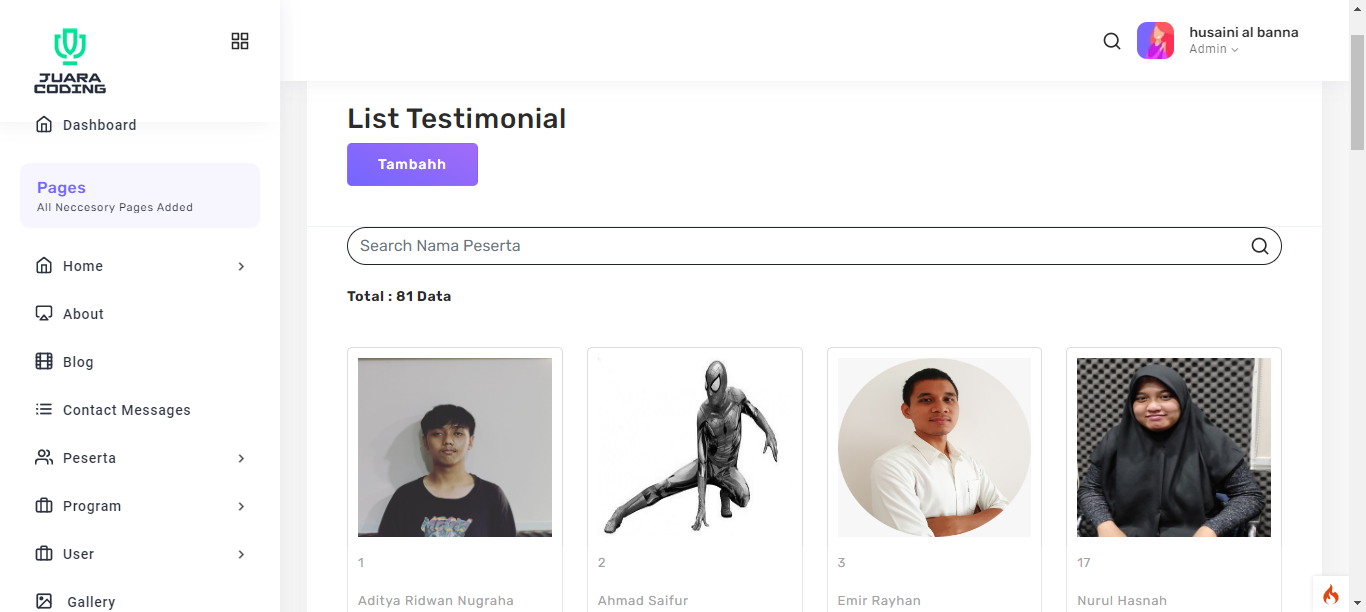 JUARA
CODING
husaini al banna
Admin
Dashboard
Pages
All Neccesory Pages Added
Home
About
Blog
Contact Messages
Peserta
Program
User
Gallery
List Testimonial
Tambahh
Search Nama Peserta
Total : 81 Data
1
Aditya Ridwan Nugraha
2
Ahmad Saifur
3
Emir Rayhan
17
Nurul Hasnah